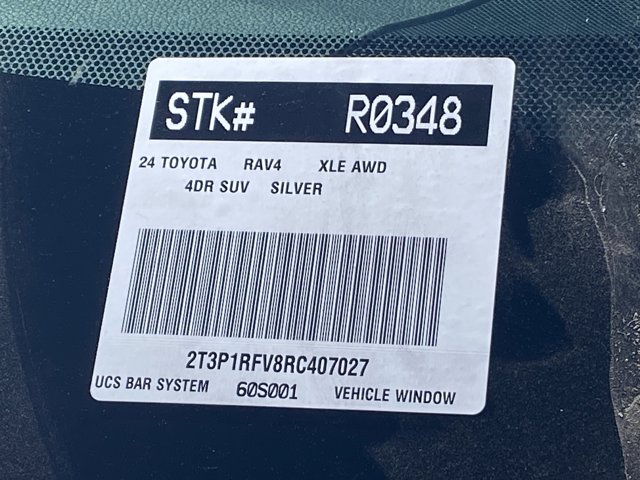 STK# R0348
24 TOYOTA RAV4 XLE AWD
4DR SUV SILVER
2T3P1RFV8RC407027
UCS BAR SYSTEM 60S001 VEHICLE WINDOW